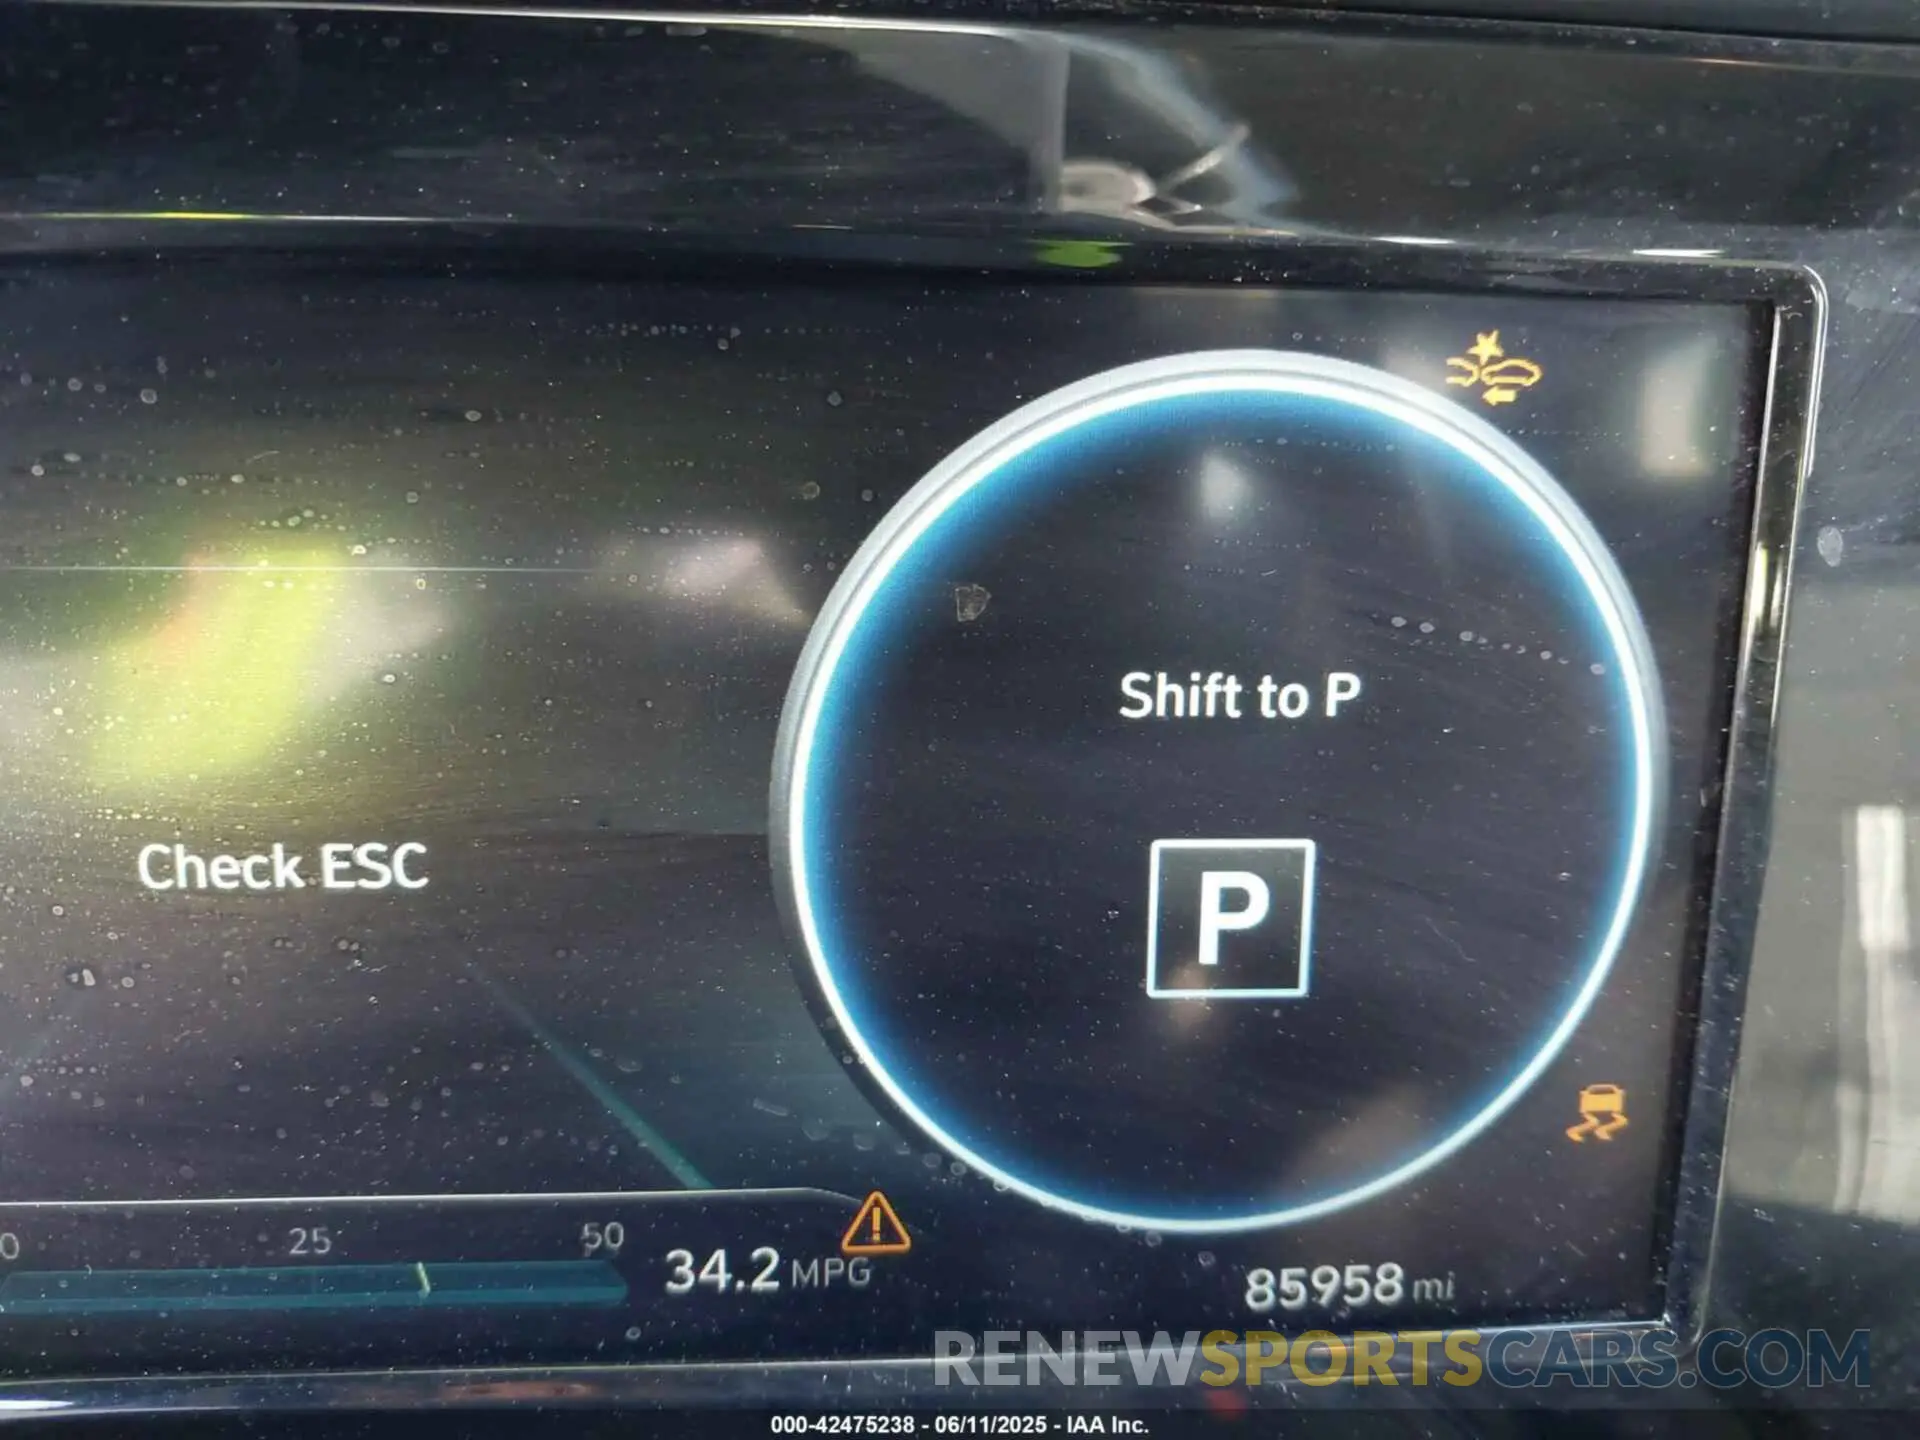 Shift to P
Check ESC
P
0 25 50
34.2 MPG
85958 mi
RENEWSPORTSCARS.COM
000-42475238 - 06/11/2025 - IAA Inc.